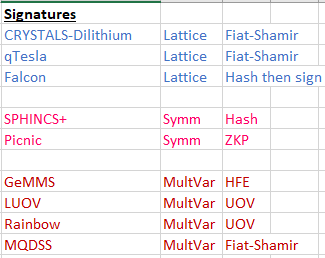 Signatures
CRYSTALS-Dilithium Lattice Fiat-Shamir
qTesla Lattice Fiat-Shamir
Falcon Lattice Hash then sign
SPHINCS+ Symm Hash
Picnic Symm ZKP
GeMMS MultVar HFE
LUOV MultVar UOV
Rainbow MultVar UOV
MQDSS MultVar Fiat-Shamir